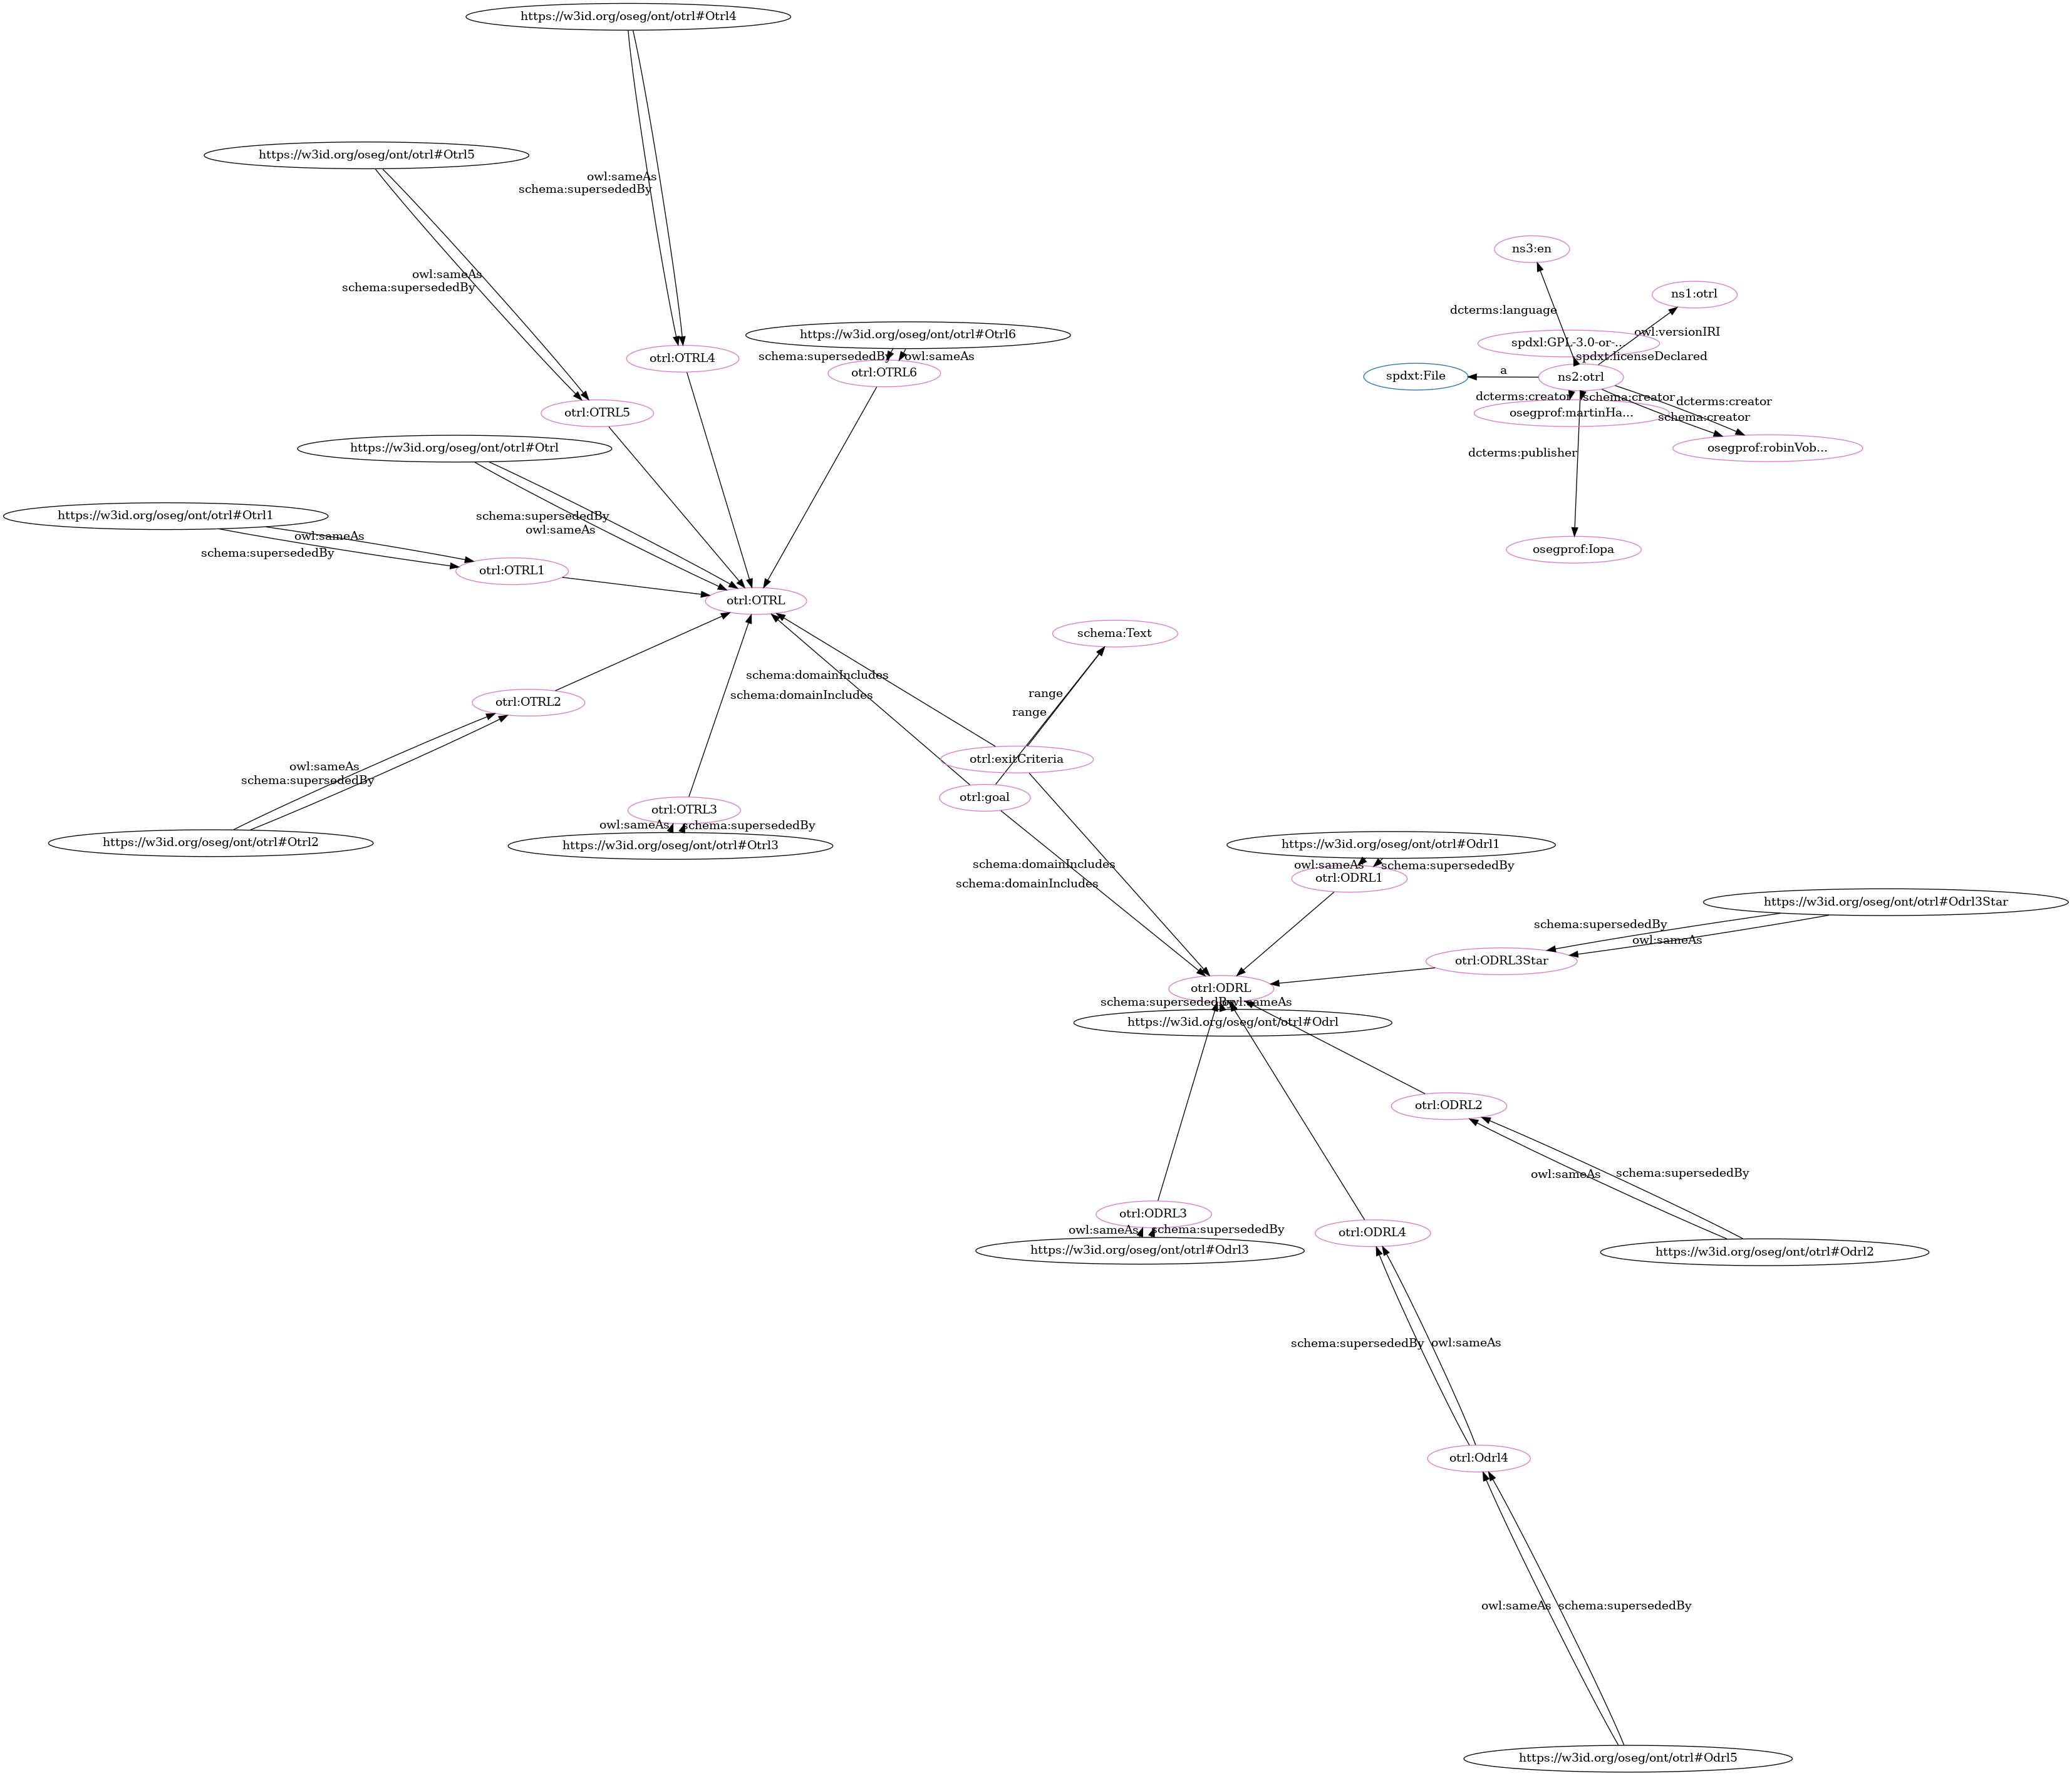 https://w3id.org/oseg/ont/otrl#Otrl4
https://w3id.org/oseg/ont/otrl#Otrl5
owl:sameAs
schema:supersededBy
owl:sameAs
schema:supersededBy
https://w3id.org/oseg/ont/otrl#Otrl6
schema:supersededBy
owl:sameAs
otrl:OTRL4
otrl:OTRL6
otrl:OTRL5
https://w3id.org/oseg/ont/otrl#Otrl
schema:supersededBy
owl:sameAs
https://w3id.org/oseg/ont/otrl#Otrl1
owl:sameAs
schema:supersededBy
otrl:OTRL1
otrl:OTRL
ns3:en
ns1:otrl
dcterms:language
owl:versionIRI
spdxl:GPL-3.0-or-...
spdxt:licenseDeclared
spdxt:File
a
ns2:otrl
dcterms:creator
schema:creator
dcterms:creator
osegprof:martinHa...
schema:creator
osegprof:robinVob...
dcterms:publisher
osegprof:Iopa
schema:Text
schema:domainIncludes
schema:domainIncludes
range
range
otrl:OTRL2
otrl:exitCriteria
otrl:goal
owl:sameAs
schema:supersededBy
https://w3id.org/oseg/ont/otrl#Otrl2
otrl:OTRL3
owl:sameAs
schema:supersededBy
https://w3id.org/oseg/ont/otrl#Otrl3
https://w3id.org/oseg/ont/otrl#Odrl1
schema:domainIncludes
schema:domainIncludes
owl:sameAs
schema:supersededBy
otrl:ODRL1
https://w3id.org/oseg/ont/otrl#Odrl3Star
schema:supersededBy
owl:sameAs
otrl:ODRL3Star
otrl:ODRL
schema:supersededBy
owl:sameAs
https://w3id.org/oseg/ont/otrl#Odrl
otrl:ODRL2
owl:sameAs
schema:supersededBy
otrl:ODRL3
owl:sameAs
schema:supersededBy
https://w3id.org/oseg/ont/otrl#Odrl3
otrl:ODRL4
https://w3id.org/oseg/ont/otrl#Odrl2
schema:supersededBy
owl:sameAs
otrl:Odrl4
owl:sameAs
schema:supersededBy
https://w3id.org/oseg/ont/otrl#Odrl5